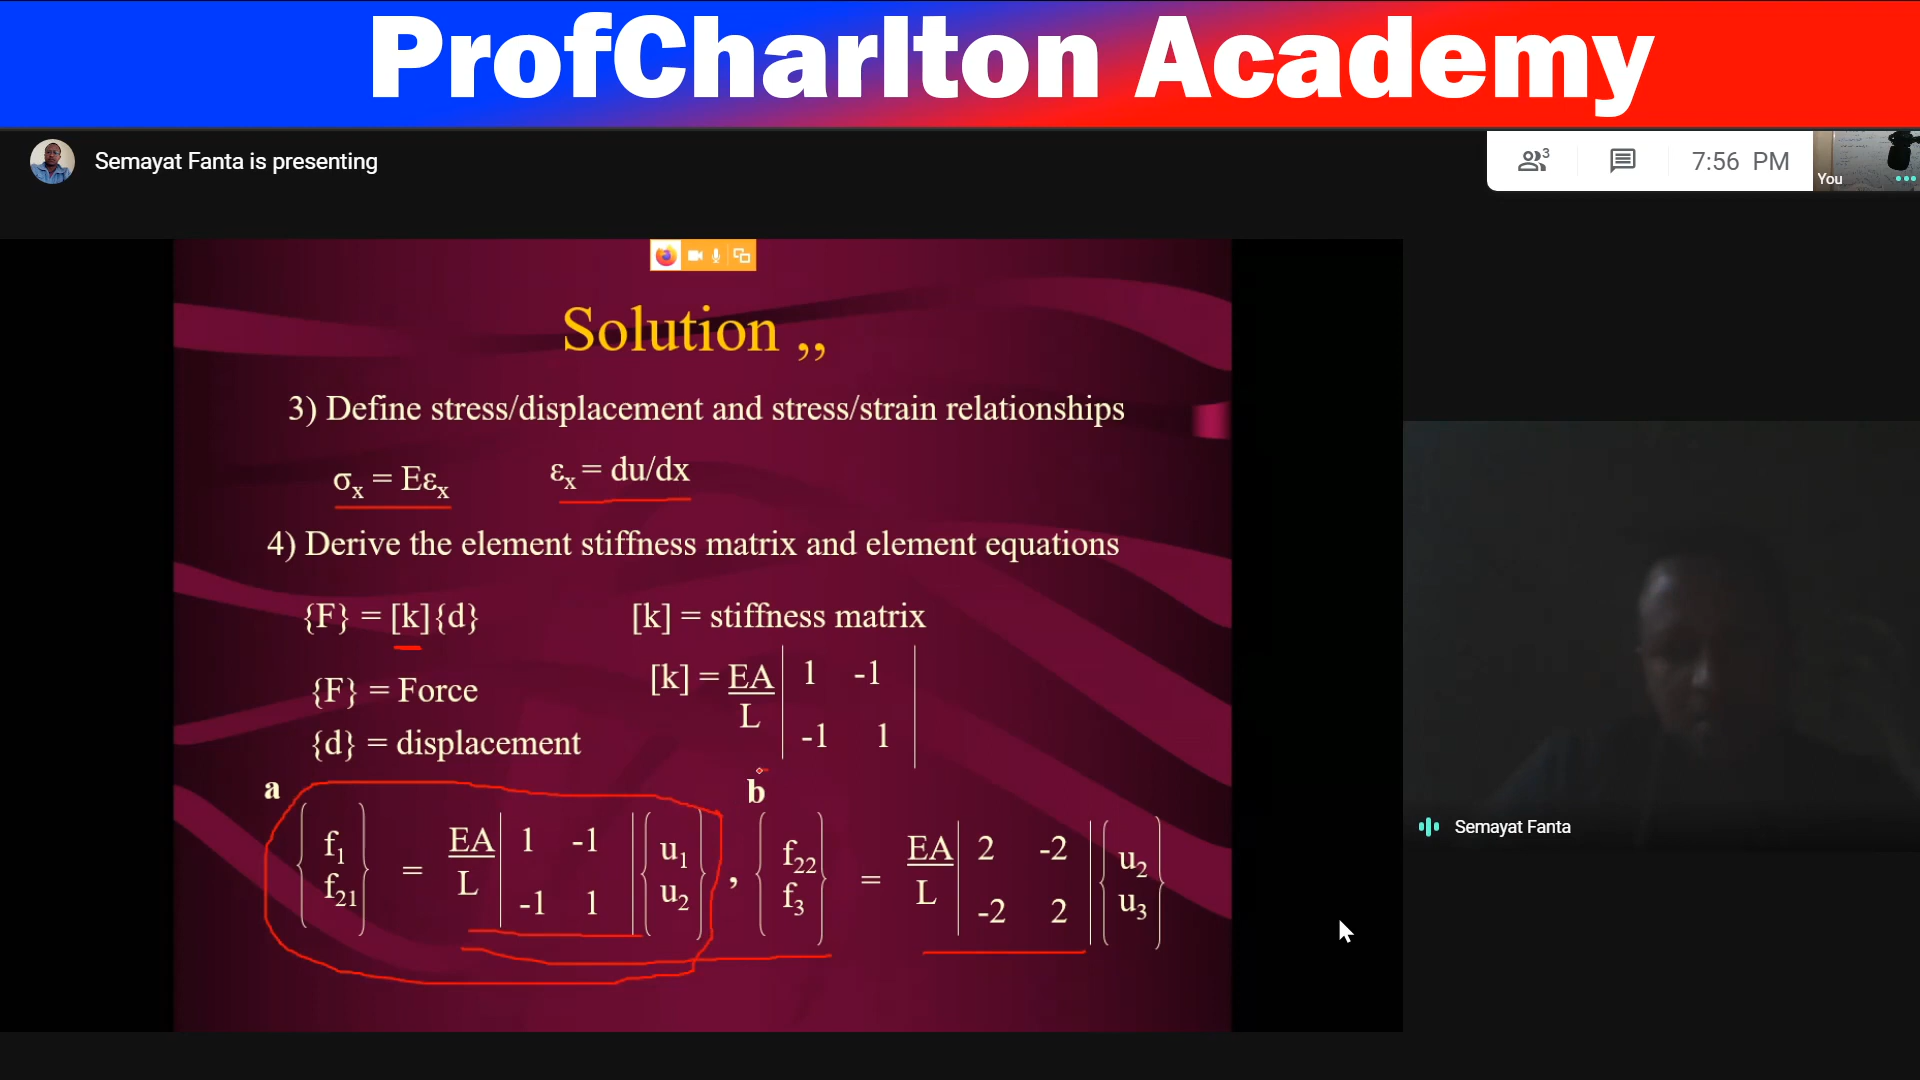 ProfCharlton Academy
Semayat Fanta is presenting
3
7:56 PM
You
Solution ,,
3) Define stress/displacement and stress/strain relationships
σx = Eεx εx = du/dx
4) Derive the element stiffness matrix and element equations
{F} = [k]{d} [k] = stiffness matrix
{F} = Force
[k] = EA/L | 1 -1 |
| -1 1 |
{d} = displacement
a
{ f1 f21 } = EA/L | 1 -1 | { u1 u2 } ,
| -1 1 |
b
{ f22 f3 } = EA/L | 2 -2 | { u2 u3 }
| -2 2 |
Semayat Fanta